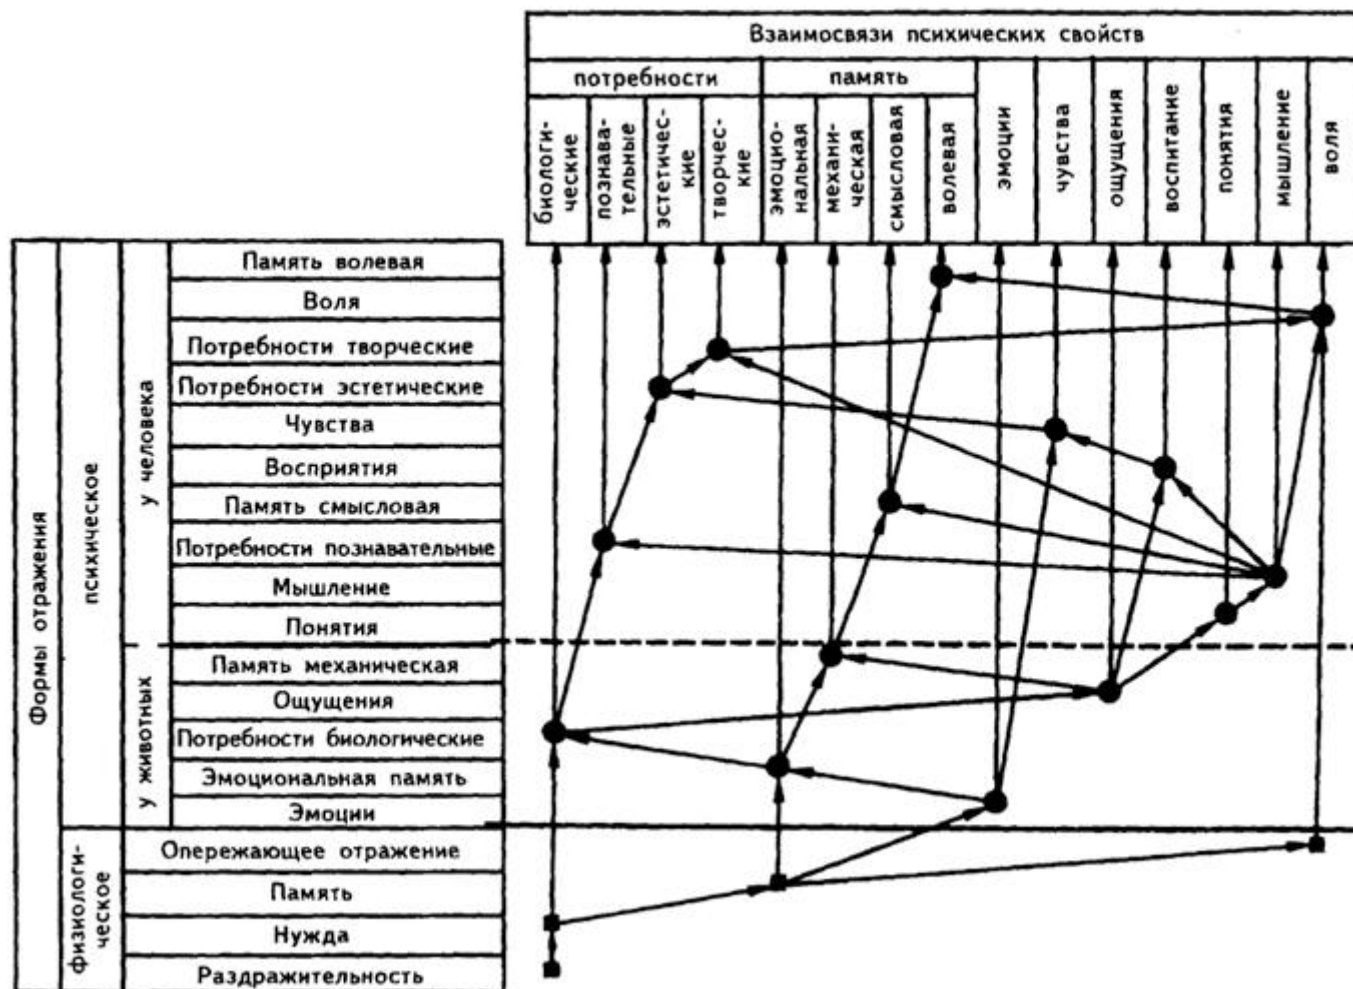 Взаимосвязи психических свойств
потребности
память
биологи-
ческие
познава-
тельные
эстетичес-
кие
творчес-
кие
эмоцио-
нальная
механи-
ческая
смысловая
волевая
эмоции
чувства
ощущения
воспитание
понятия
мышление
воля
Формы отражения
психическое
у человека
Память волевая
Воля
Потребности творческие
Потребности эстетические
Чувства
Восприятия
Память смысловая
Потребности познавательные
Мышление
Понятия
у животных
Память механическая
Ощущения
Потребности биологические
Эмоциональная память
Эмоции
физиологи-
ческое
Опережающее отражение
Память
Нужда
Раздражительность